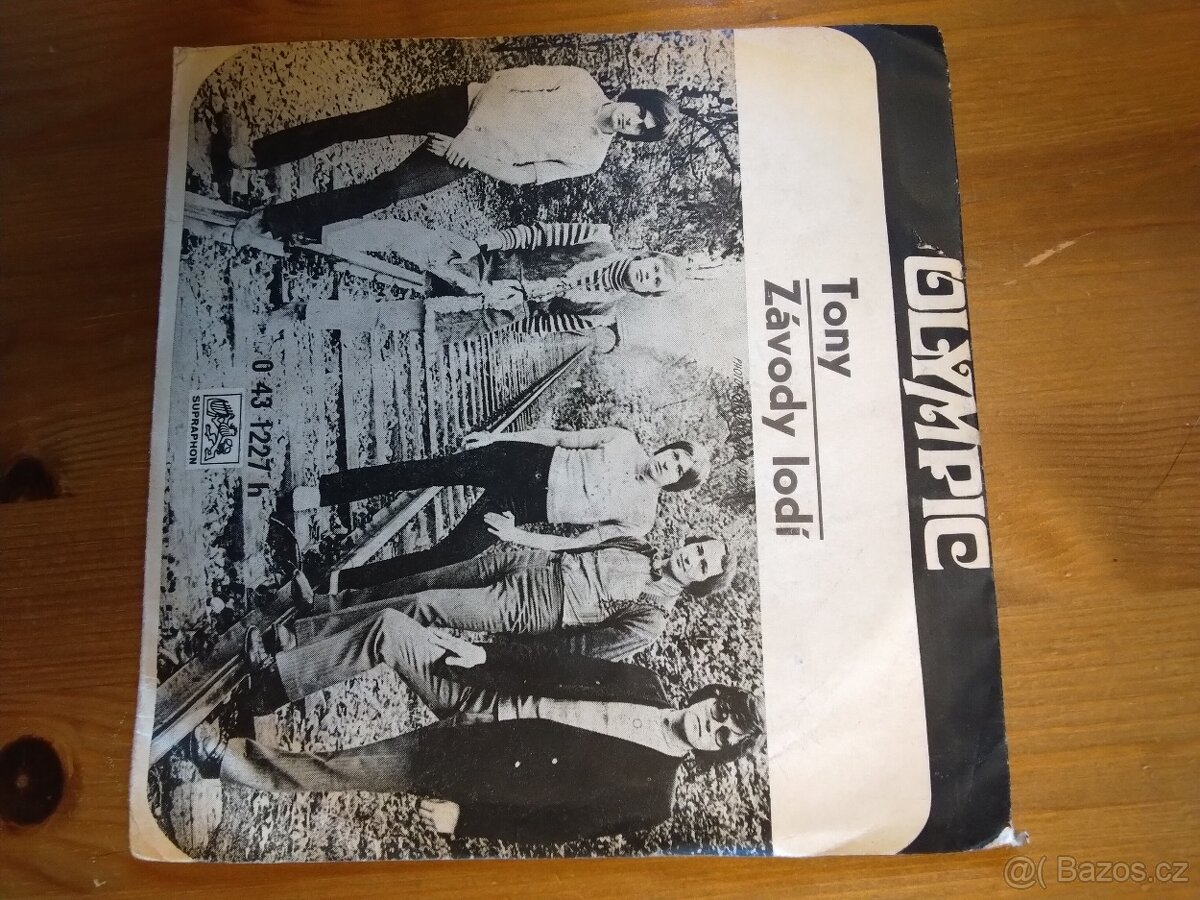 OLYMPIC
Tony
Závody lodí
0 43 1227 h
SUPRAPHON
@( Bazos.cz